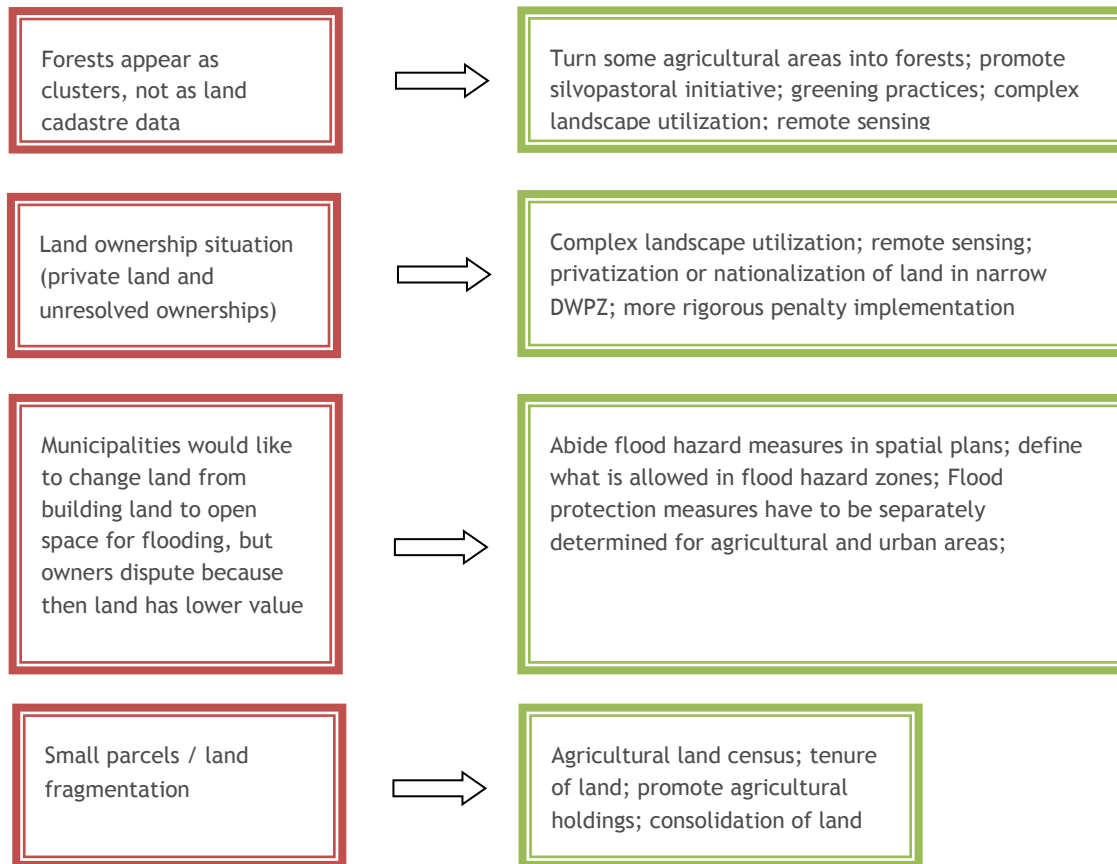 Forests appear as
clusters, not as land
cadastre data
Turn some agricultural areas into forests; promote
silvopastoral initiative; greening practices; complex
landscape utilization; remote sensing
Land ownership situation
(private land and
unresolved ownerships)
Complex landscape utilization; remote sensing;
privatization or nationalization of land in narrow
DWPZ; more rigorous penalty implementation
Municipalities would like
to change land from
building land to open
space for flooding, but
owners dispute because
then land has lower value
Abide flood hazard measures in spatial plans; define
what is allowed in flood hazard zones; Flood
protection measures have to be separately
determined for agricultural and urban areas;
Small parcels / land
fragmentation
Agricultural land census; tenure
of land; promote agricultural
holdings; consolidation of land